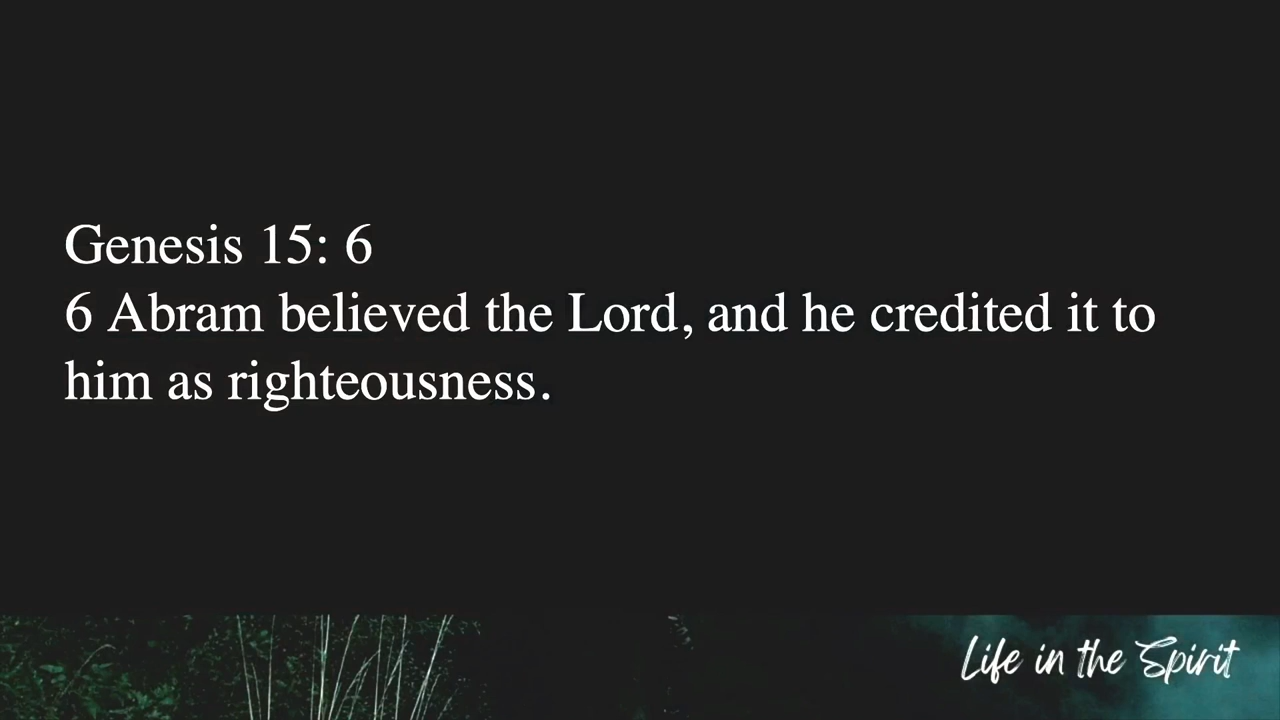 Genesis 15: 6
6 Abram believed the Lord, and he credited it to
him as righteousness.
Life in the Spirit